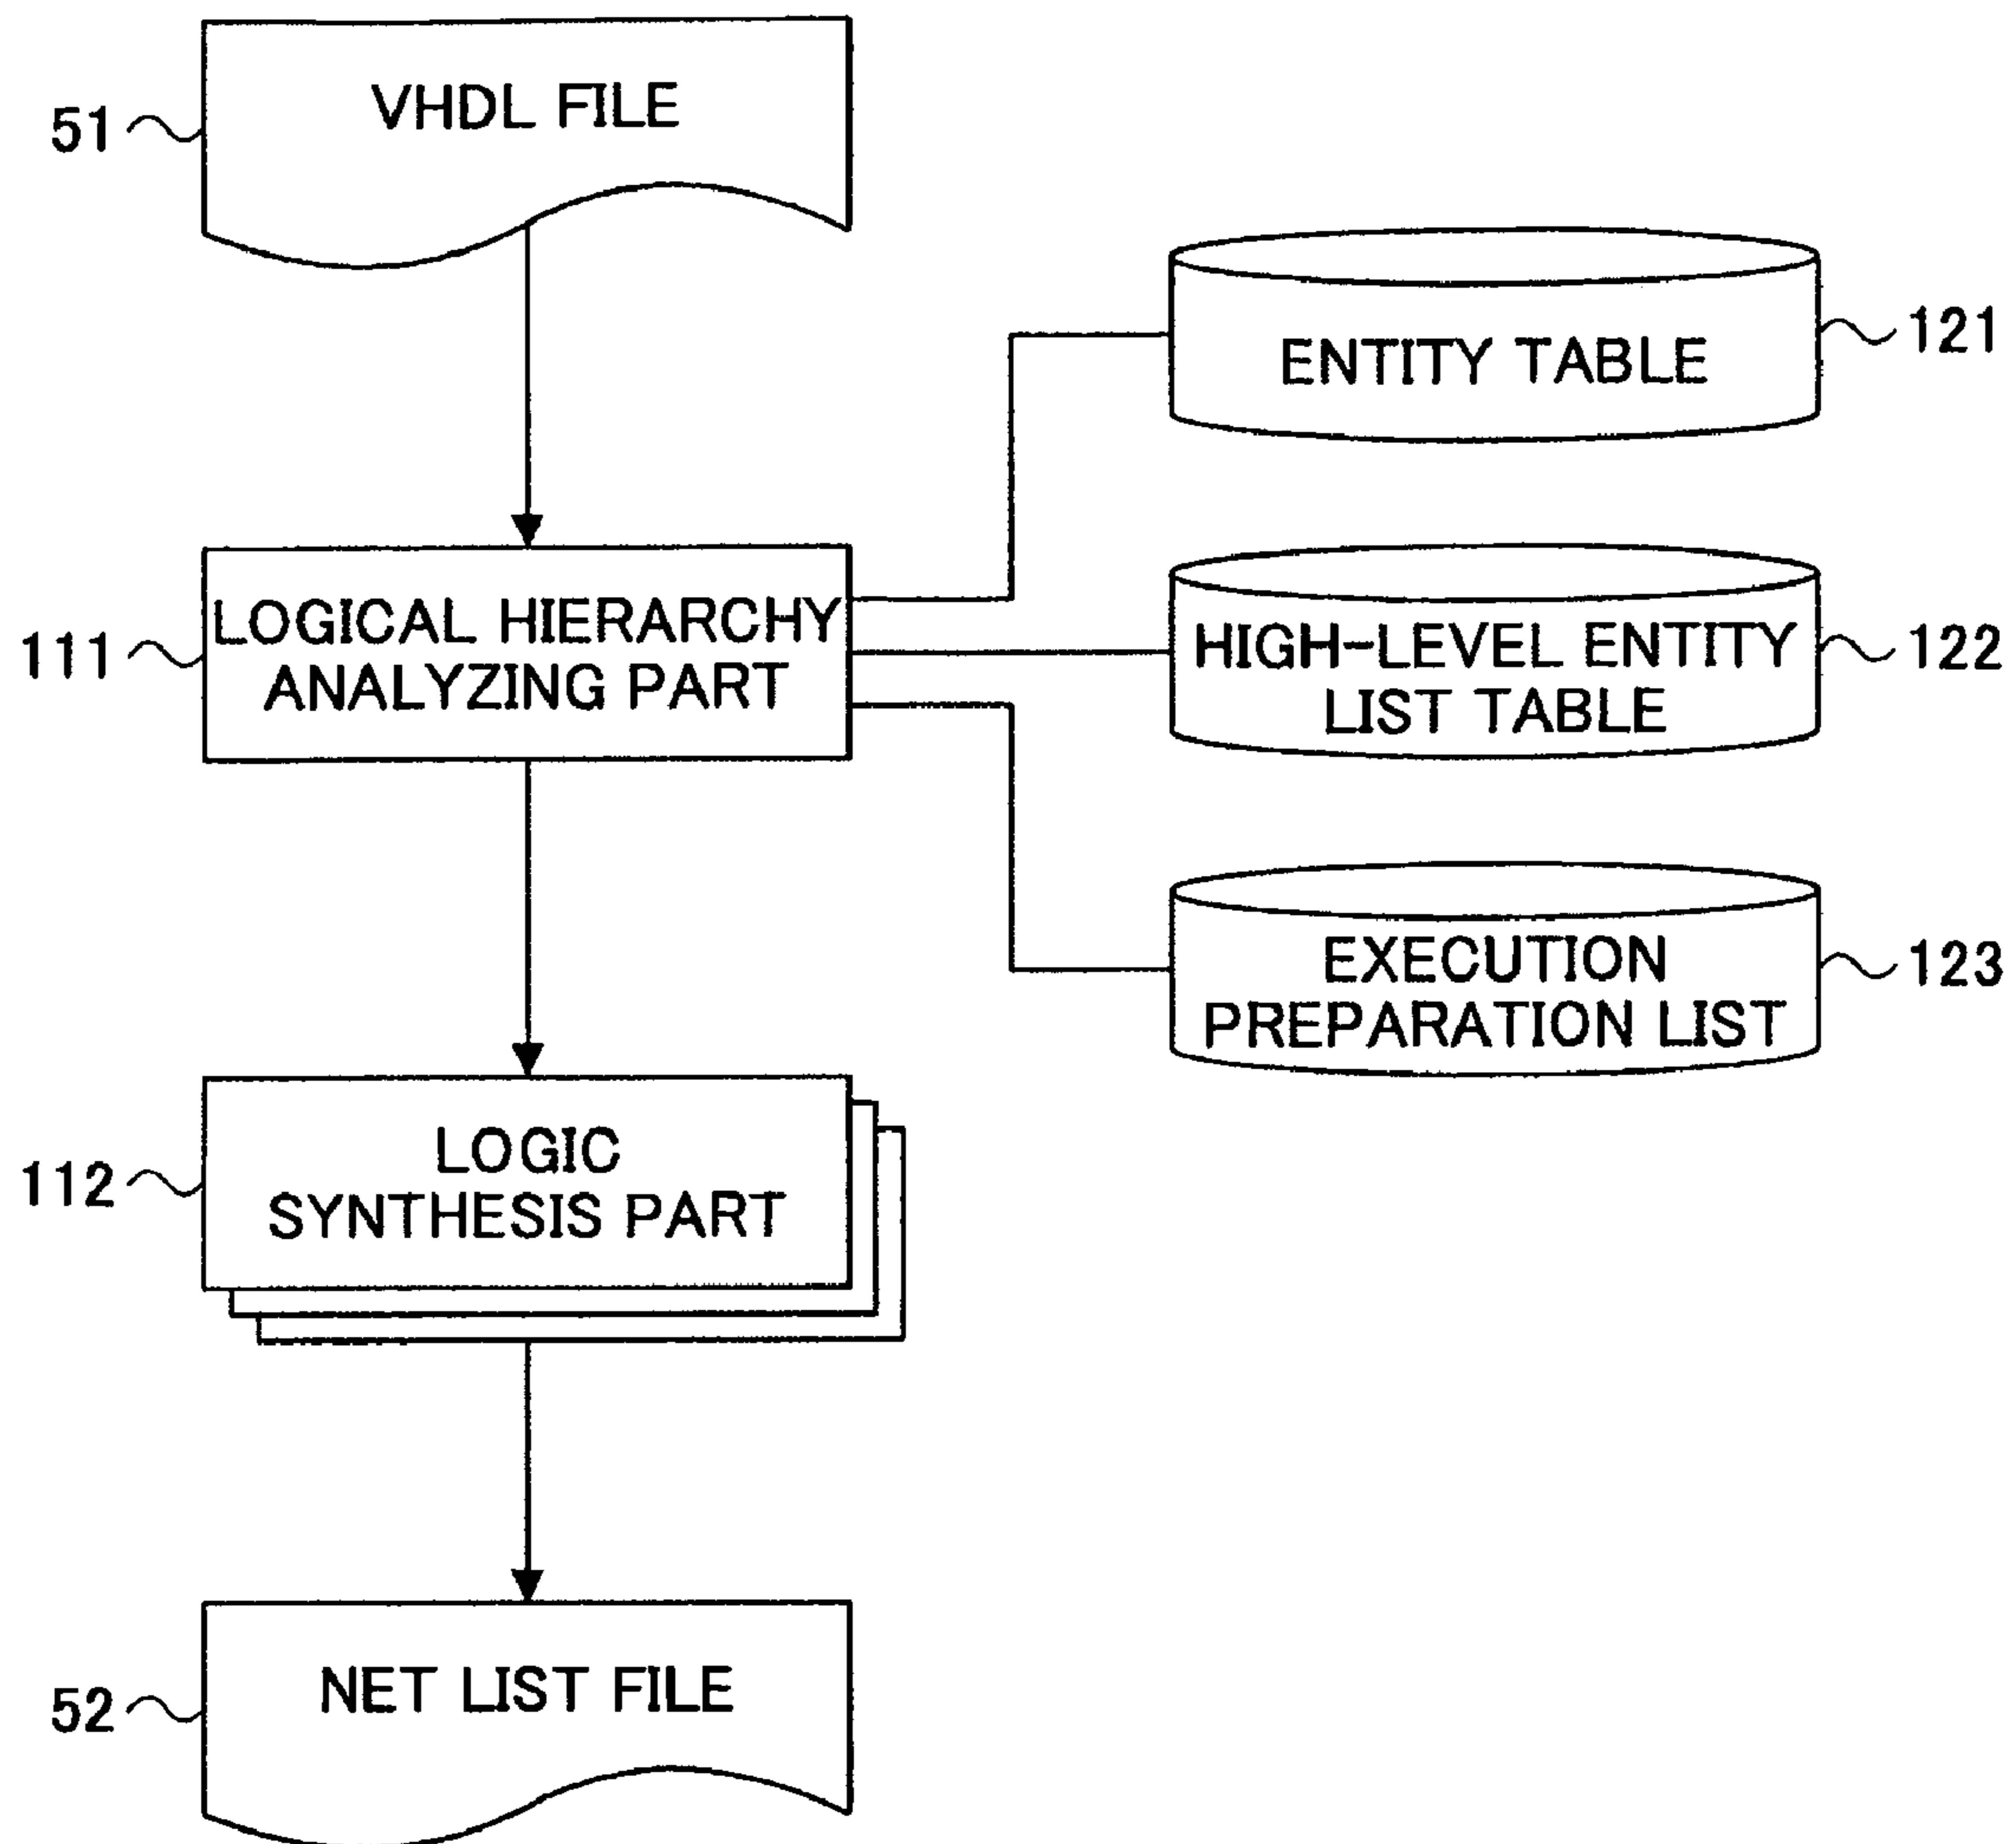 VHDL FILE
51
ENTITY TABLE
121
LOGICAL HIERARCHY
ANALYZING PART
111
HIGH-LEVEL ENTITY
LIST TABLE
122
EXECUTION
PREPARATION LIST
123
LOGIC
SYNTHESIS PART
112
NET LIST FILE
52